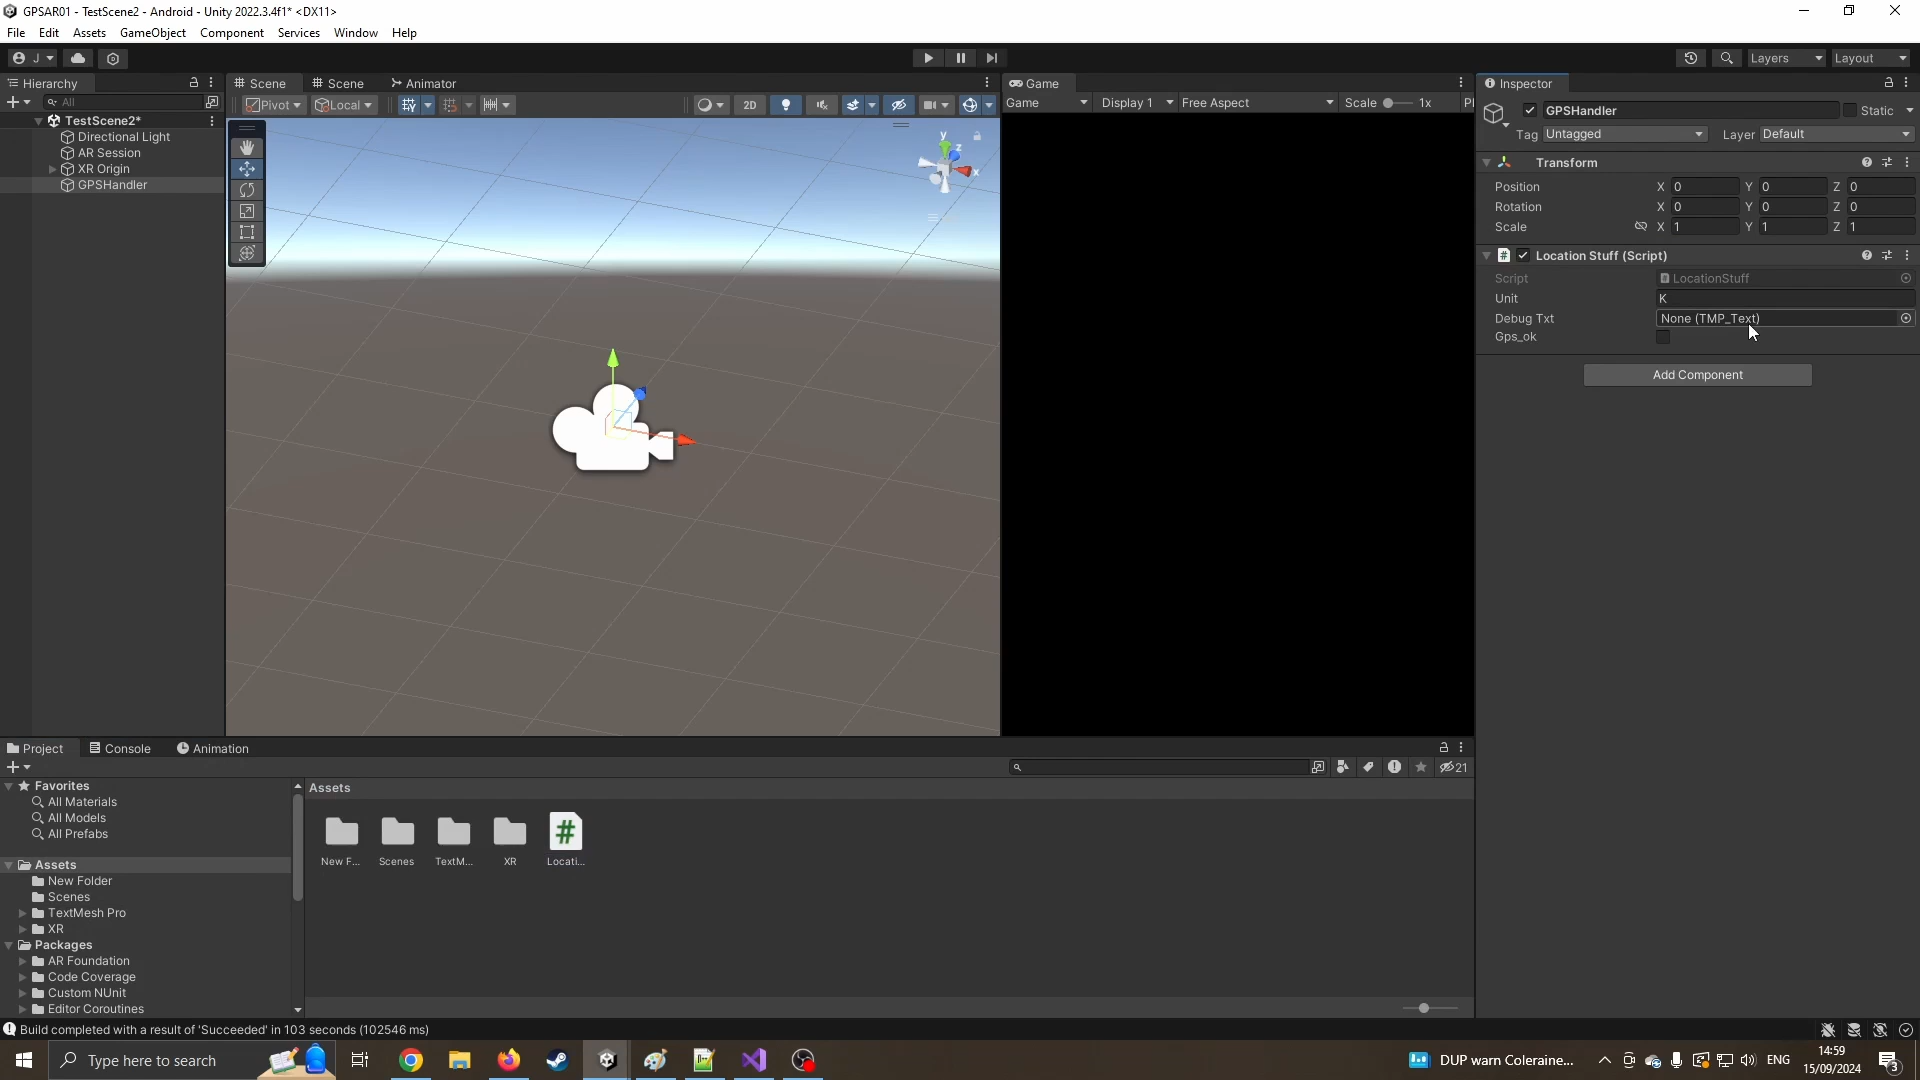 GPSAR01 - TestScene2 - Android - Unity 2022.3.4f1* <DX11>
File Edit Assets GameObject Component Services Window Help
J Layers Layout
Hierarchy
All
TestScene2*
Directional Light
AR Session
XR Origin
GPSHandler
Scene Scene Animator
Pivot Local 2D
y
z
x
Game
Game Display 1 Free Aspect Scale 1x Pl
Inspector
GPSHandler Static
Tag Untagged Layer Default
Transform
Position X 0 Y 0 Z 0
Rotation X 0 Y 0 Z 0
Scale X 1 Y 1 Z 1
# Location Stuff (Script)
Script LocationStuff
Unit K
Debug Txt None (TMP_Text)
Gps_ok
Add Component
Project Console Animation
21
Favorites
All Materials
All Models
All Prefabs
Assets
New Folder
Scenes
TextMesh Pro
XR
Packages
AR Foundation
Code Coverage
Custom NUnit
Editor Coroutines
Assets
#
New F... Scenes TextM... XR Locati...
Build completed with a result of 'Succeeded' in 103 seconds (102546 ms)
Type here to search
DUP warn Coleraine... ENG
14:59
15/09/2024
3